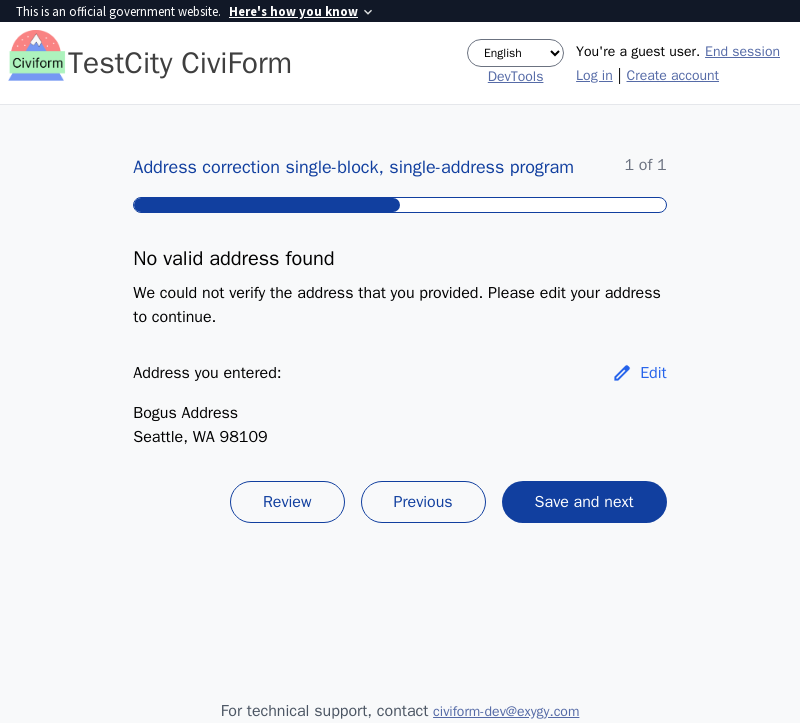 This is an official government website. Here's how you know
Civiform
TestCity CiviForm
English
DevTools
You're a guest user. End session
Log in | Create account
Address correction single-block, single-address program
1 of 1
No valid address found
We could not verify the address that you provided. Please edit your address
to continue.
Address you entered:
Edit
Bogus Address
Seattle, WA 98109
Review
Previous
Save and next
For technical support, contact civiform-dev@exygy.com